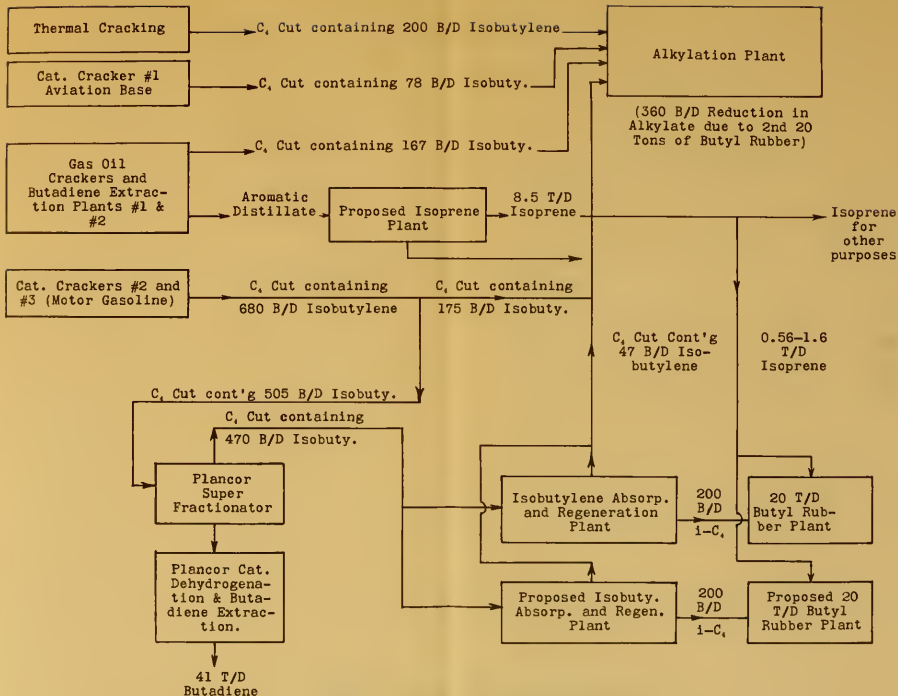 Thermal Cracking
C₄ Cut containing 200 B/D Isobutylene
Alkylation Plant
Cat. Cracker #1
Aviation Base
C₄ Cut containing 78 B/D Isobuty.
(360 B/D Reduction in
Alkylate due to 2nd 20
Tons of Butyl Rubber)
Gas Oil
Crackers and
Butadiene Extrac-
tion Plants #1 &
#2
C₄ Cut containing 167 B/D Isobuty.
Aromatic
Distillate
Proposed Isoprene
Plant
8.5 T/D
Isoprene
Isoprene
for
other
purposes
Cat. Crackers #2 and
#3 (Motor Gasoline)
C₄ Cut containing
680 B/D Isobutylene
C₄ Cut containing
175 B/D Isobuty.
C₄ Cut Cont'g
47 B/D Iso-
butylene
0.56–1.6
T/D
Isoprene
C₄ Cut cont'g 505 B/D Isobuty.
C₄ Cut containing
470 B/D Isobuty.
Plancor
Super
Fractionator
Isobutylene Absorp.
and Regeneration
Plant
200
B/D
i–C₄
20 T/D
Butyl Rub-
ber Plant
Plancor Cat.
Dehydrogena-
tion & Buta-
diene Extrac-
tion.
Proposed Isobuty.
Absorp. and Regen.
Plant
200
B/D
i–C₄
Proposed 20
T/D Butyl
Rubber Plant
41 T/D
Butadiene